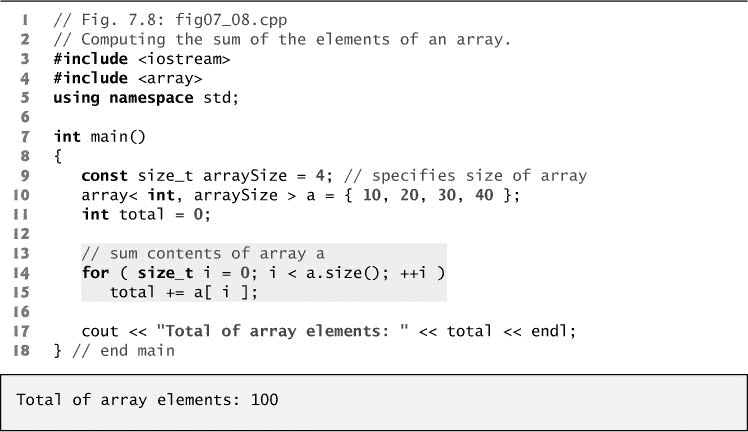 1 // Fig. 7.8: fig07_08.cpp
2 // Computing the sum of the elements of an array.
3 #include <iostream>
4 #include <array>
5 using namespace std;
6
7 int main()
8 {
9    const size_t arraySize = 4; // specifies size of array
10    array< int, arraySize > a = { 10, 20, 30, 40 };
11    int total = 0;
12
13    // sum contents of array a
14    for ( size_t i = 0; i < a.size(); ++i )
15       total += a[ i ];
16
17    cout << "Total of array elements: " << total << endl;
18 } // end main
Total of array elements: 100